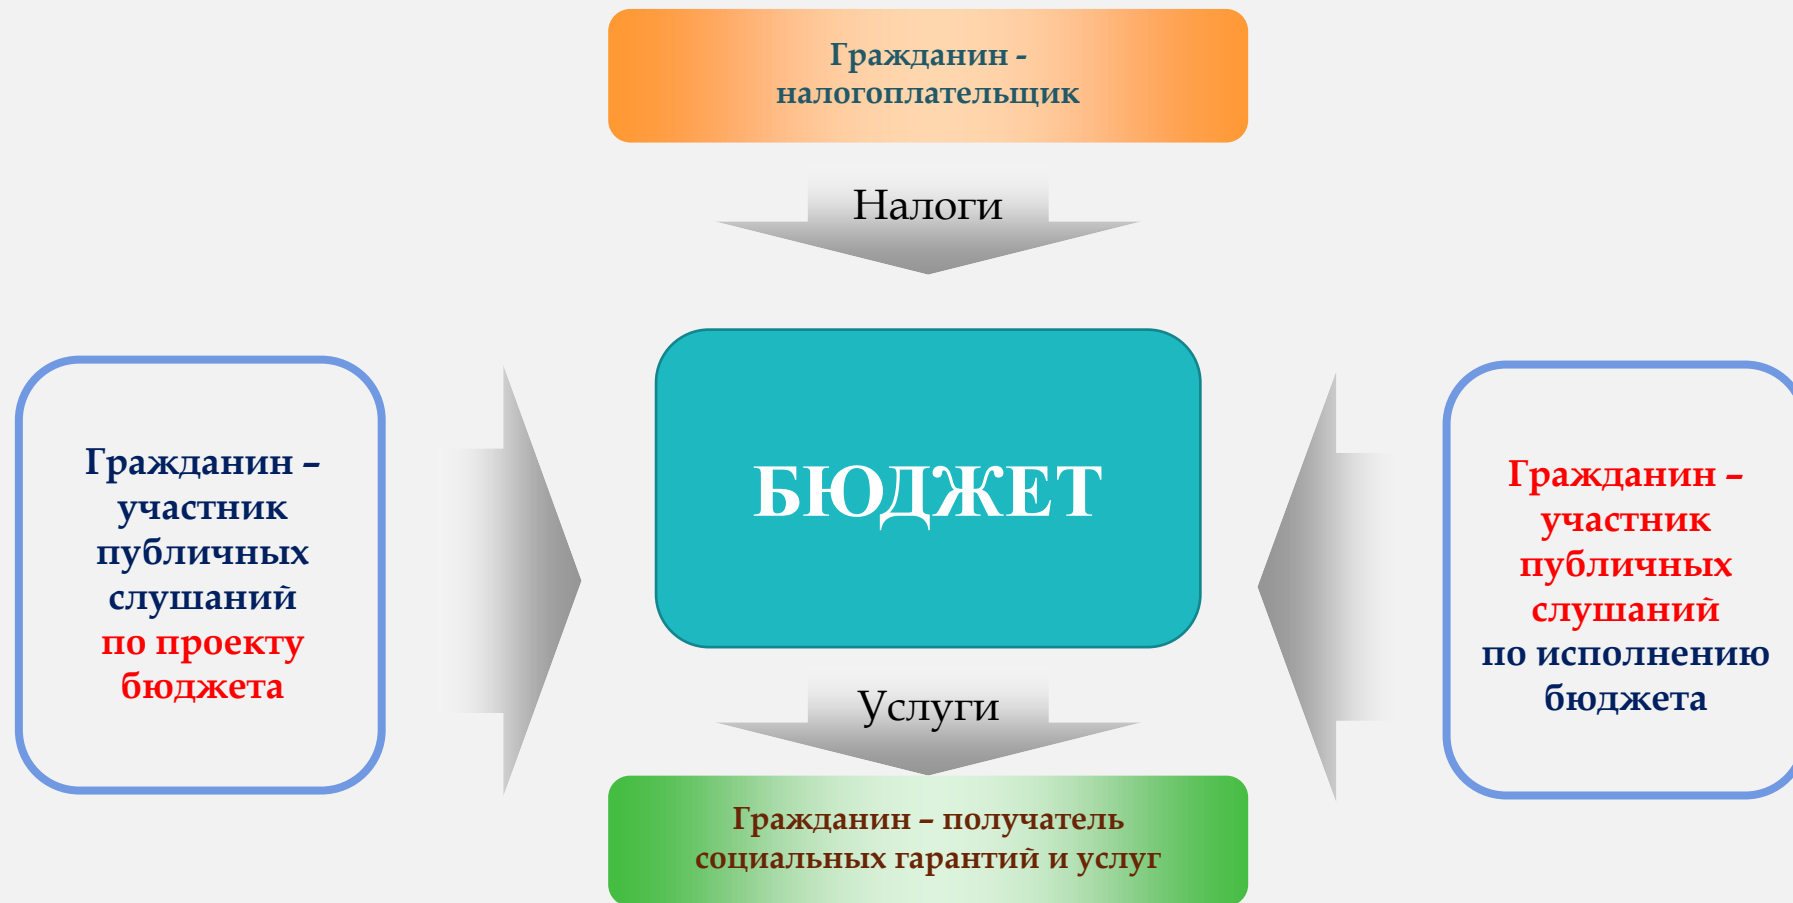 Гражданин -
налогоплательщик
Налоги
Гражданин –
участник
публичных
слушаний
по проекту
бюджета
БЮДЖЕТ
Гражданин –
участник
публичных
слушаний
по исполнению
бюджета
Услуги
Гражданин – получатель
социальных гарантий и услуг